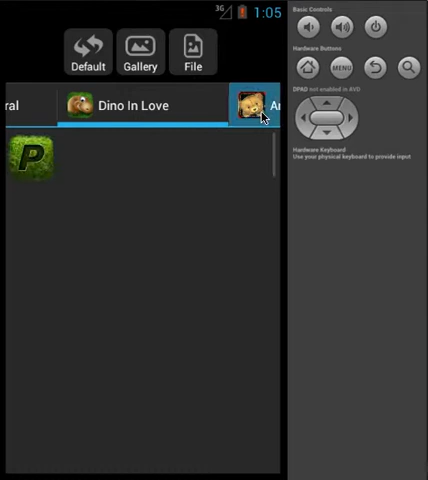 3G
1:05
Default
Gallery
File
ral
Dino In Love
P
Basic Controls
Hardware Buttons
MENU
DPAD not enabled in AVD
Hardware Keyboard
Use your physical keyboard to provide input